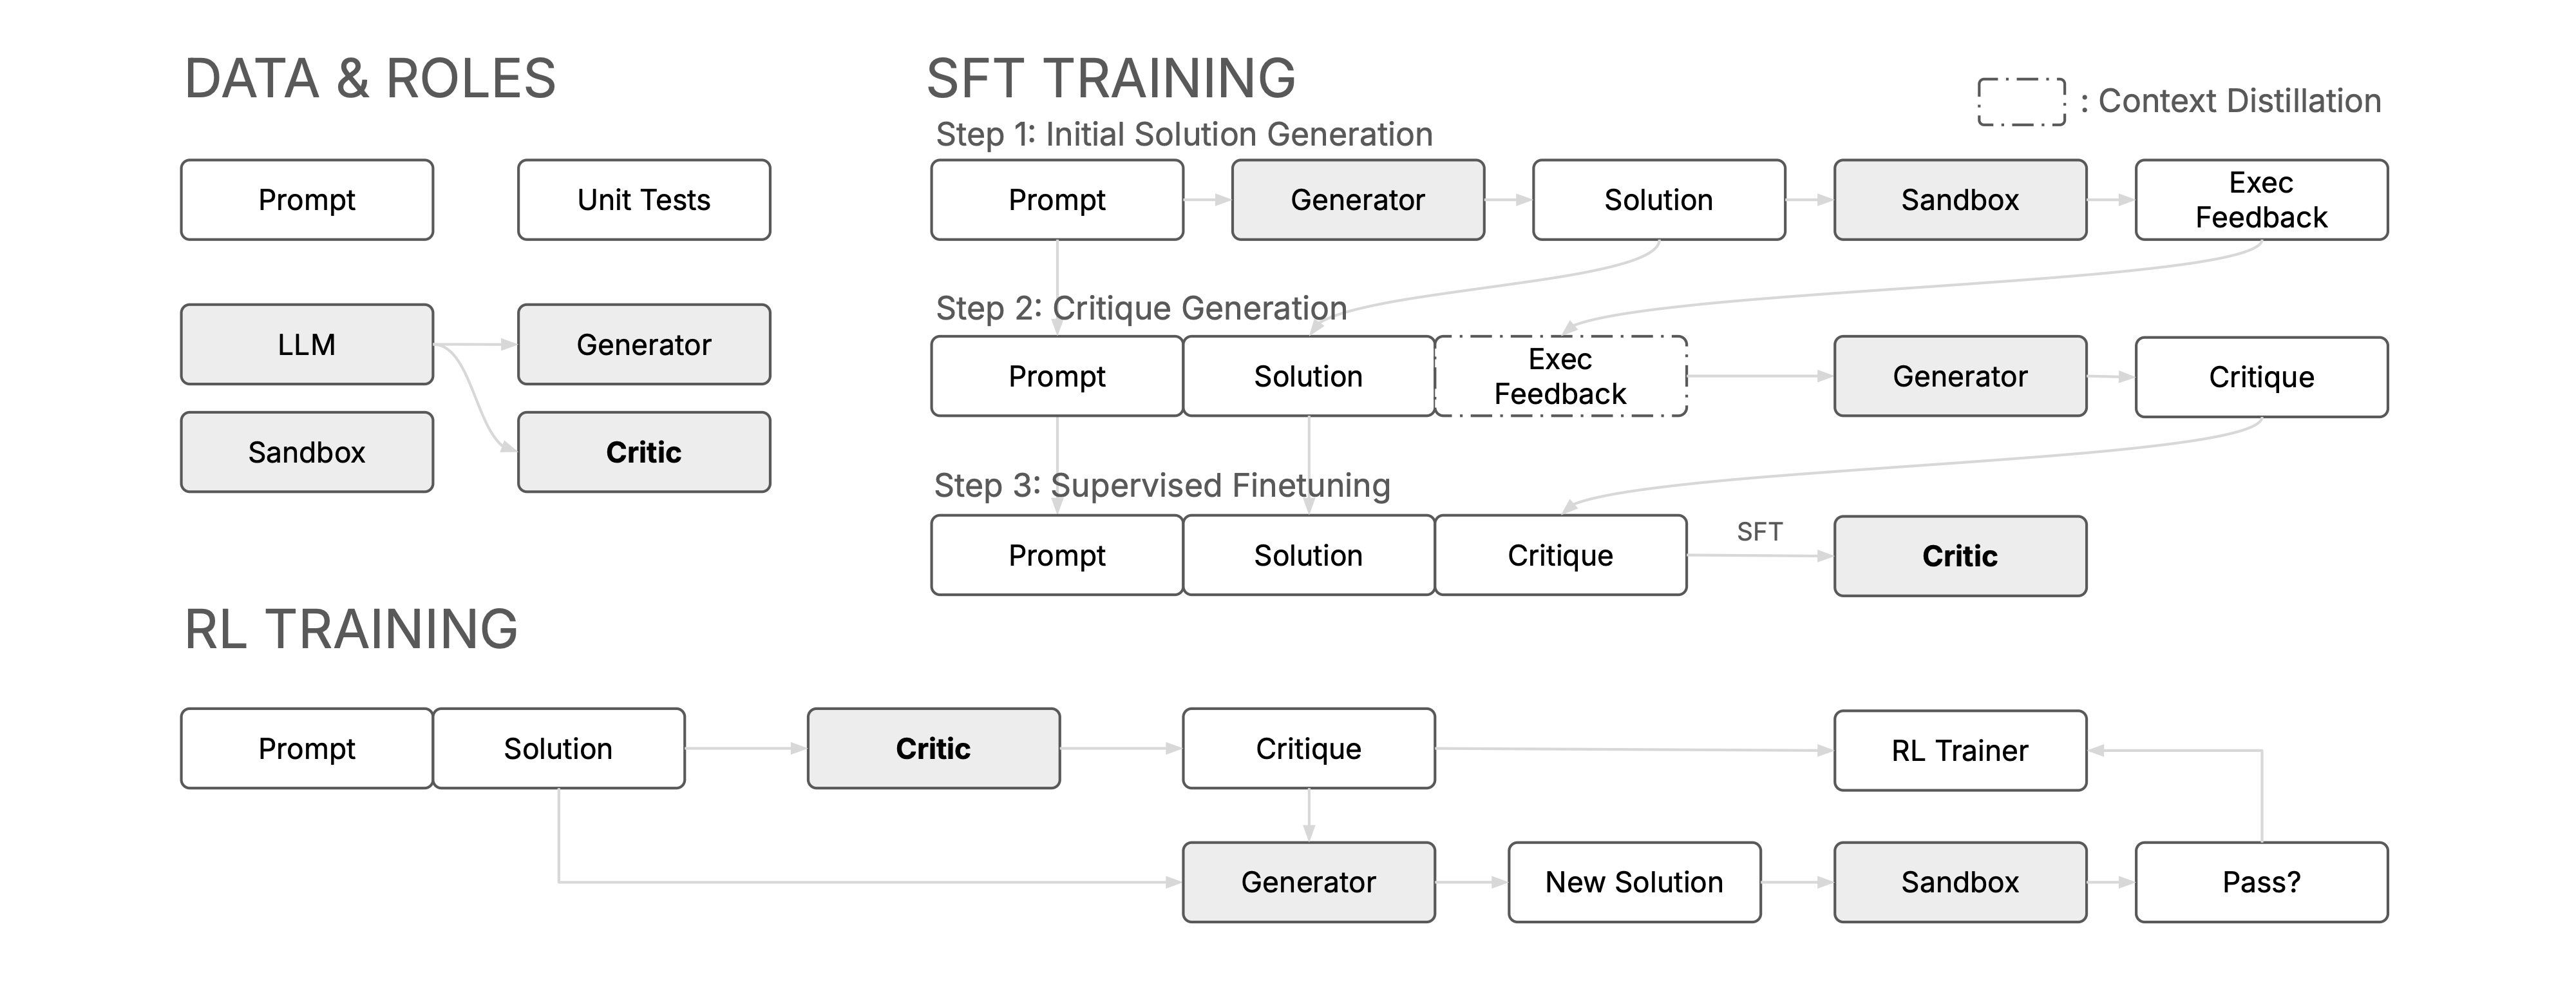 DATA & ROLES
Prompt
Unit Tests
LLM
Generator
Sandbox
Critic
SFT TRAINING
: Context Distillation
Step 1: Initial Solution Generation
Prompt
Generator
Solution
Sandbox
Exec
Feedback
Step 2: Critique Generation
Prompt
Solution
Exec
Feedback
Generator
Critique
Step 3: Supervised Finetuning
Prompt
Solution
Critique
SFT
Critic
RL TRAINING
Prompt
Solution
Critic
Critique
RL Trainer
Generator
New Solution
Sandbox
Pass?